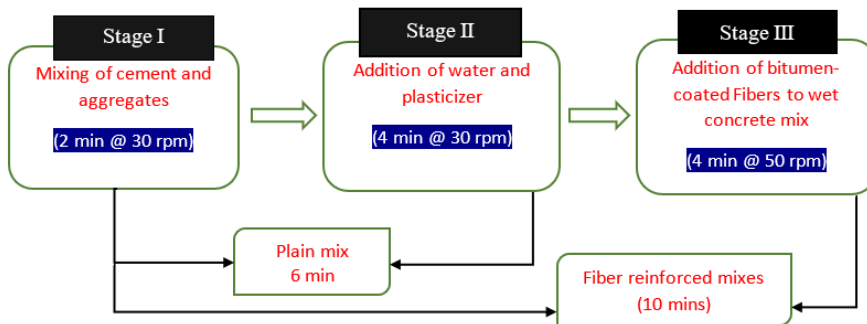 Stage I
Mixing of cement and
aggregates
(2 min @ 30 rpm)
Stage II
Addition of water and
plasticizer
(4 min @ 30 rpm)
Stage III
Addition of bitumen-
coated Fibers to wet
concrete mix
(4 min @ 50 rpm)
Plain mix
6 min
Fiber reinforced mixes
(10 mins)